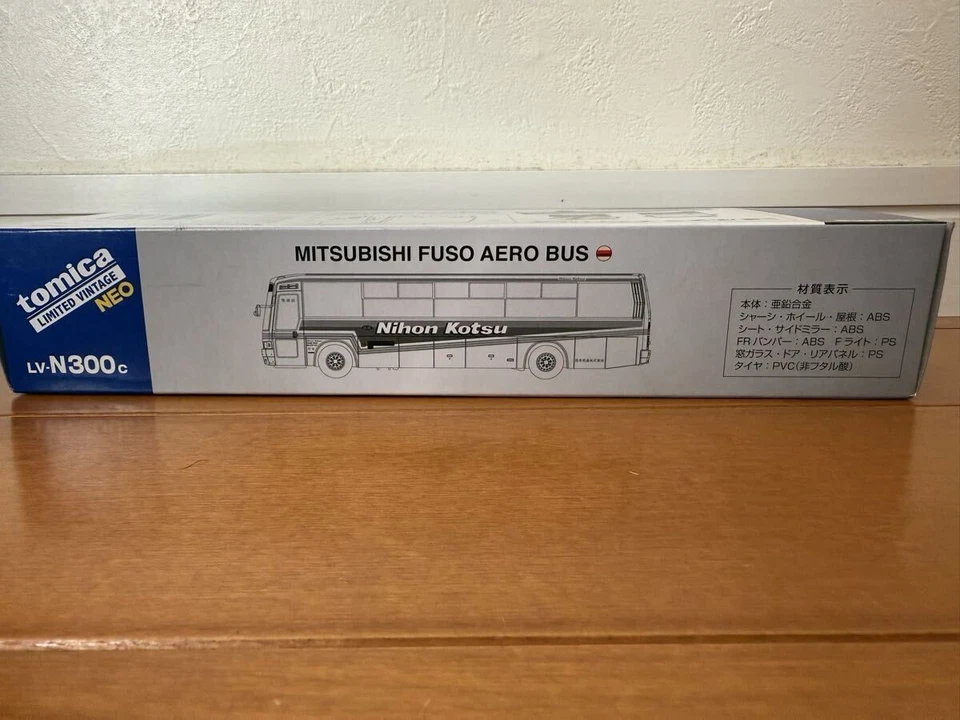 tomica
LIMITED VINTAGE
NEO
LV-N300c
MITSUBISHI FUSO AERO BUS
Nihon Kotsu
材質表示
本体：亜鉛合金
シャーシ・ホイール・屋根：ABS
シート・サイドミラー：ABS
FRバンパー：ABS Fライト：PS
窓ガラス・ドア・リアパネル：PS
タイヤ：PVC(非フタル酸)